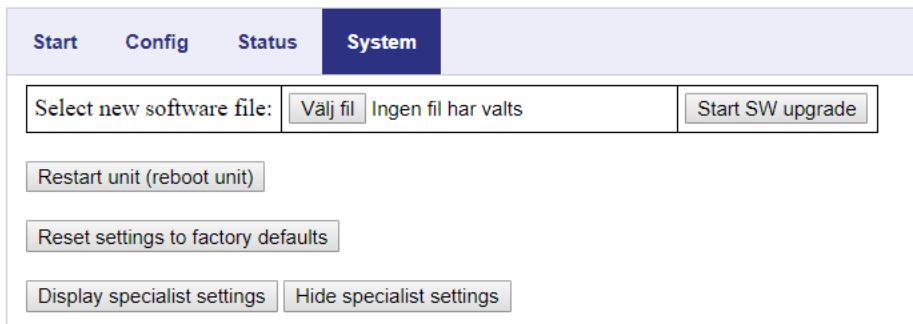 Start Config Status System
Select new software file: Välj fil Ingen fil har valts Start SW upgrade
Restart unit (reboot unit)
Reset settings to factory defaults
Display specialist settings Hide specialist settings